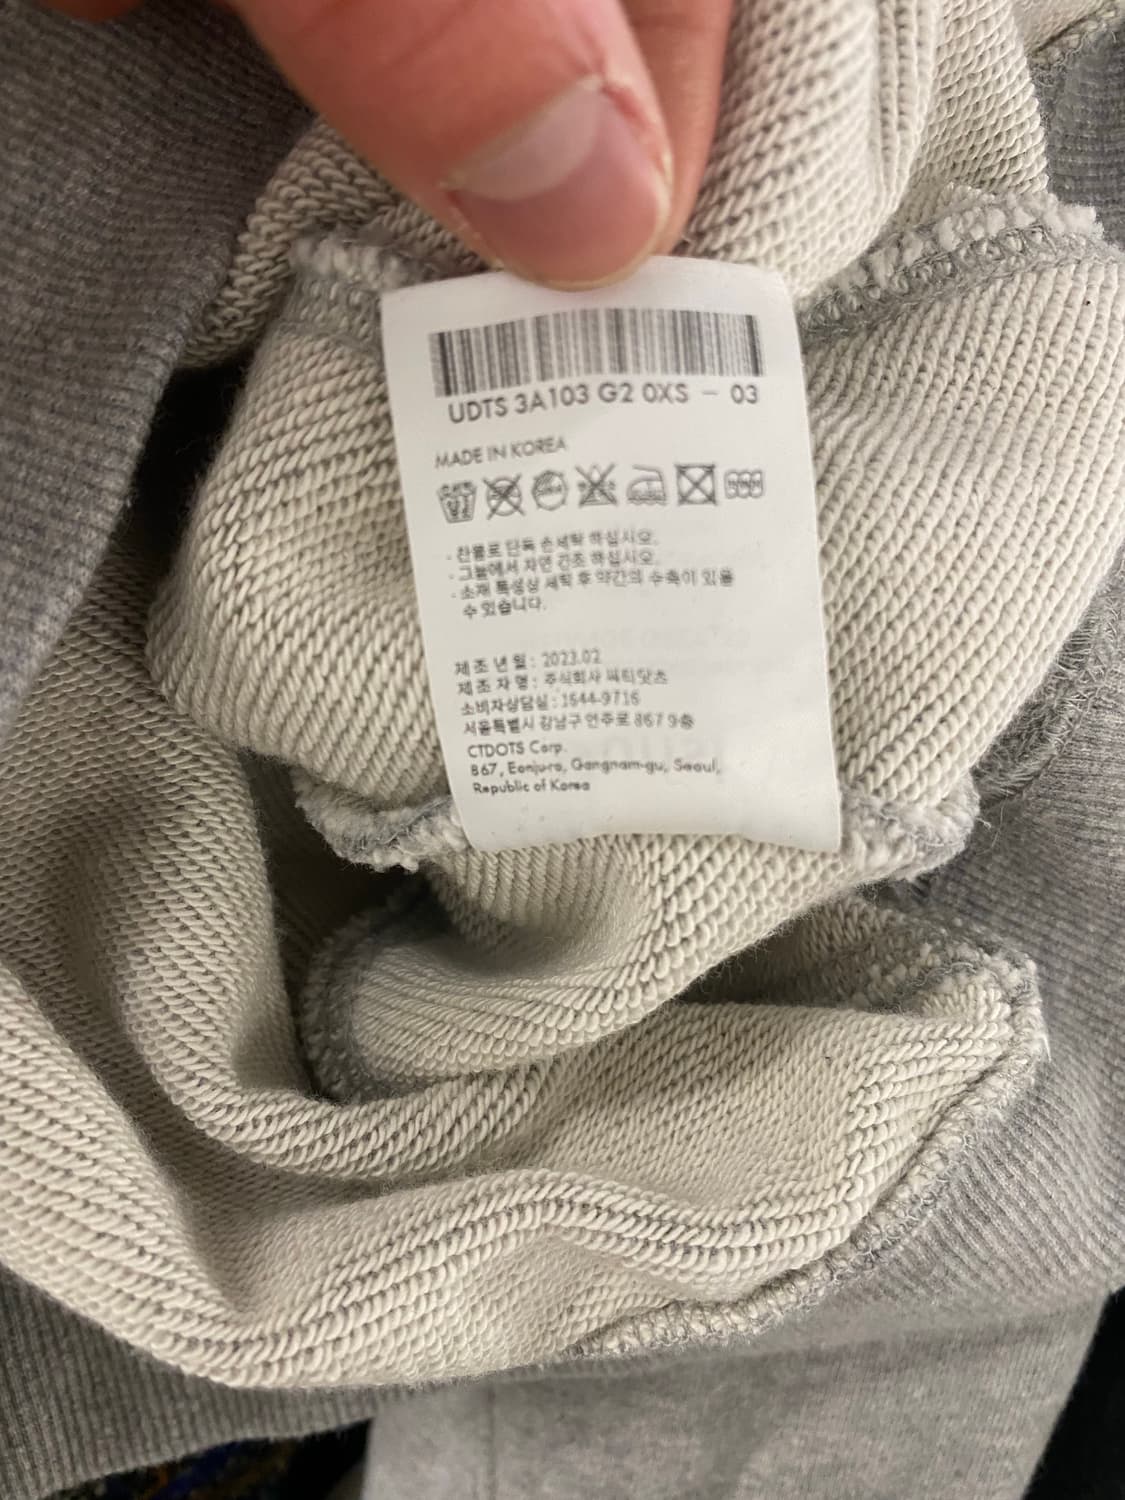 UDTS 3A103 G2 0XS - 03
MADE IN KOREA
- 찬물로 단독 손세탁 하십시오.
- 그늘에서 자연 건조 하십시오.
- 소재 특성상 세탁 후 약간의 수축이 있을
수 있습니다.
제 조 년 월 : 2023.02
제 조 자 명 : 주식회사 씨티닷츠
소비자상담실 : 1644-9716
서울특별시 강남구 언주로 867 9층
CTDOTS Corp.
867, Eonju-ro, Gangnam-gu, Seoul,
Republic of Korea